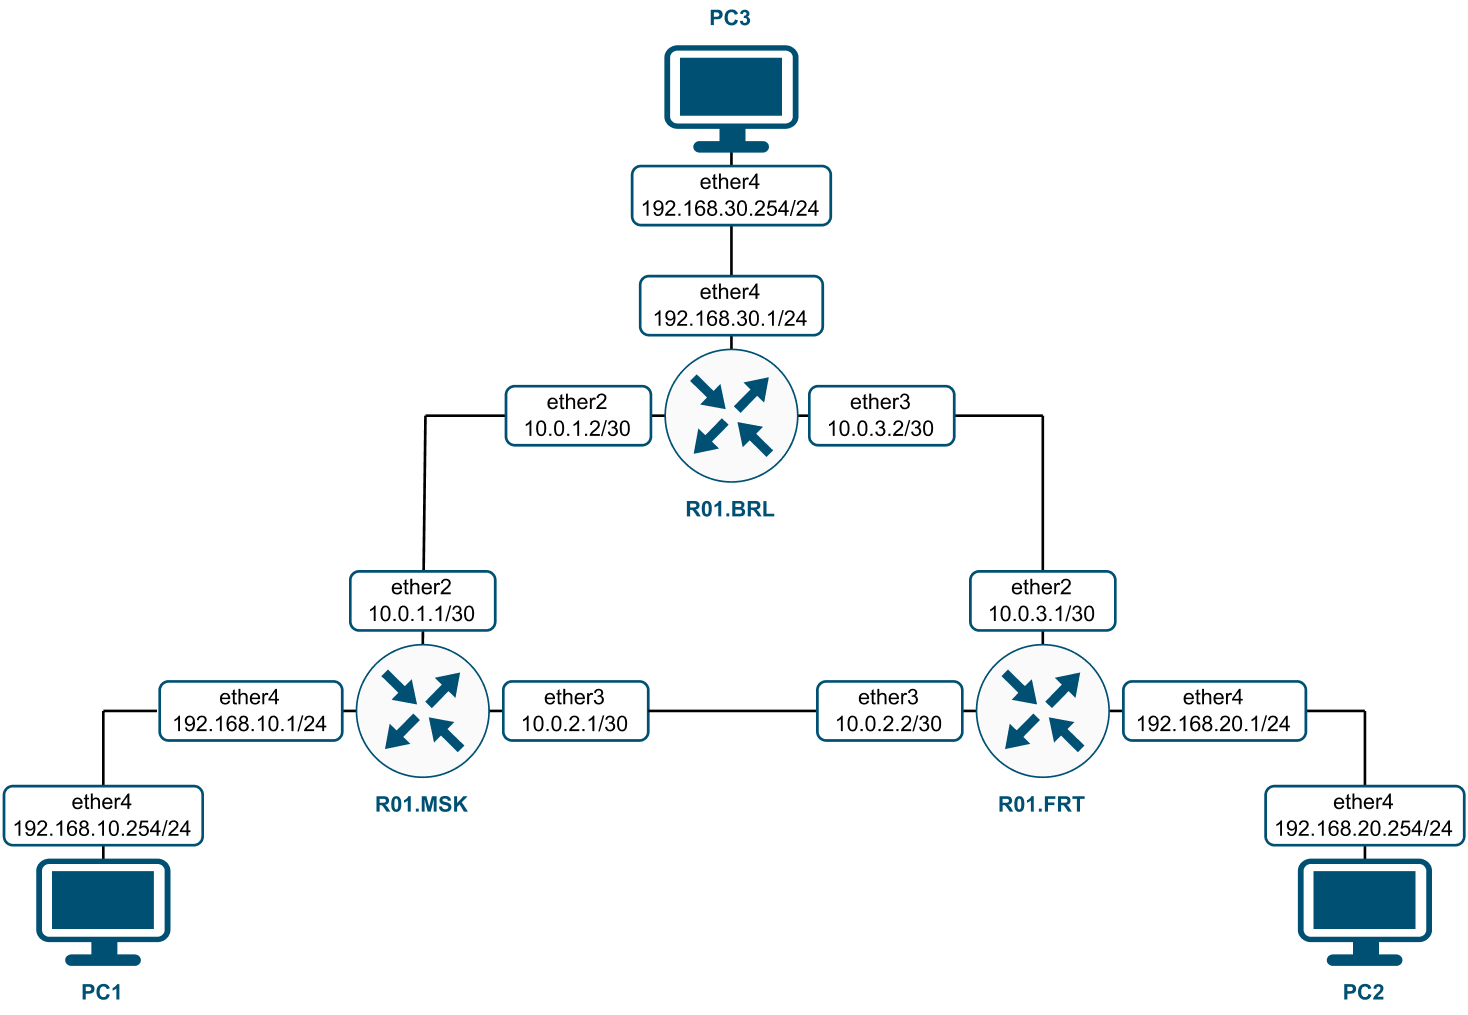 PC3
ether4
192.168.30.254/24
ether4
192.168.30.1/24
ether2
10.0.1.2/30
ether3
10.0.3.2/30
R01.BRL
ether2
10.0.1.1/30
ether2
10.0.3.1/30
ether4
192.168.10.1/24
ether3
10.0.2.1/30
ether3
10.0.2.2/30
ether4
192.168.20.1/24
R01.MSK
R01.FRT
ether4
192.168.10.254/24
ether4
192.168.20.254/24
PC1
PC2